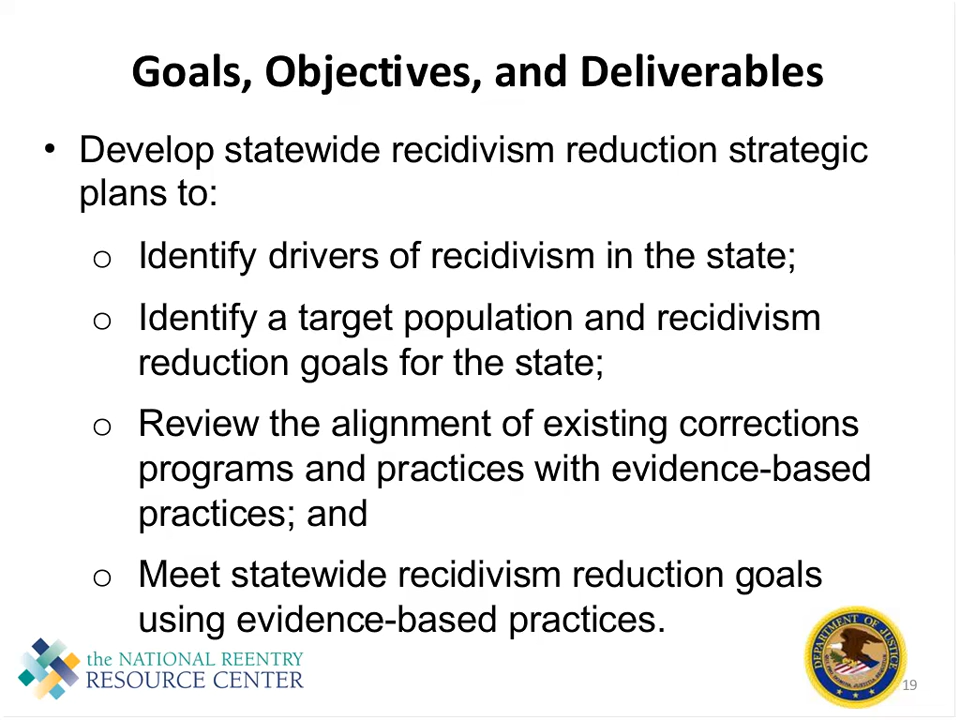 Goals, Objectives, and Deliverables
• Develop statewide recidivism reduction strategic
plans to:
o Identify drivers of recidivism in the state;
o Identify a target population and recidivism
reduction goals for the state;
o Review the alignment of existing corrections
programs and practices with evidence-based
practices; and
o Meet statewide recidivism reduction goals
using evidence-based practices.
the NATIONAL REENTRY
RESOURCE CENTER
DEPARTMENT OF JUSTICE
19